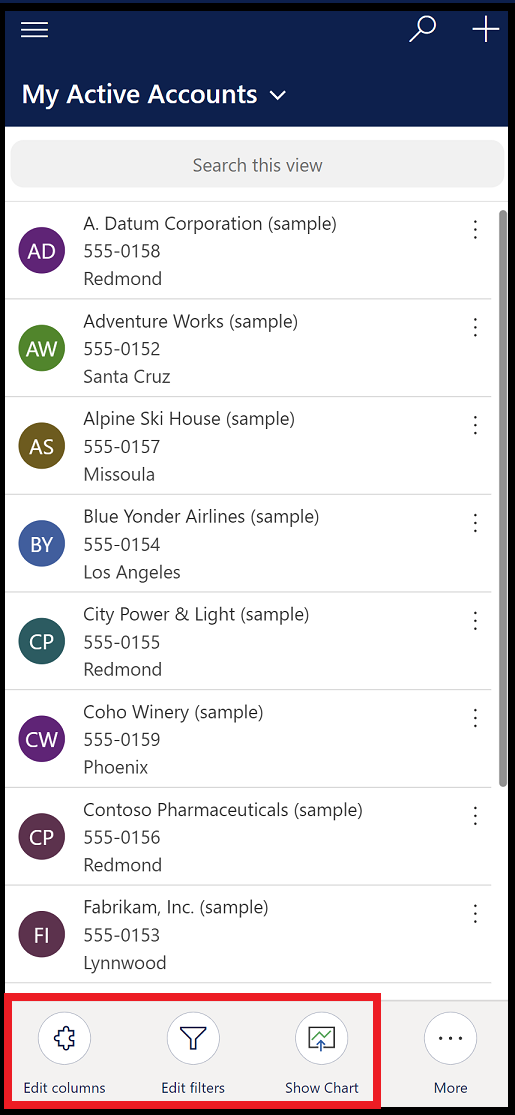 My Active Accounts
Search this view
A. Datum Corporation (sample)
AD
555-0158
Redmond
Adventure Works (sample)
AW
555-0152
Santa Cruz
Alpine Ski House (sample)
AS
555-0157
Missoula
Blue Yonder Airlines (sample)
BY
555-0154
Los Angeles
City Power & Light (sample)
CP
555-0155
Redmond
Coho Winery (sample)
CW
555-0159
Phoenix
Contoso Pharmaceuticals (sample)
CP
555-0156
Redmond
Fabrikam, Inc. (sample)
FI
555-0153
Lynnwood
Edit columns Edit filters Show Chart More